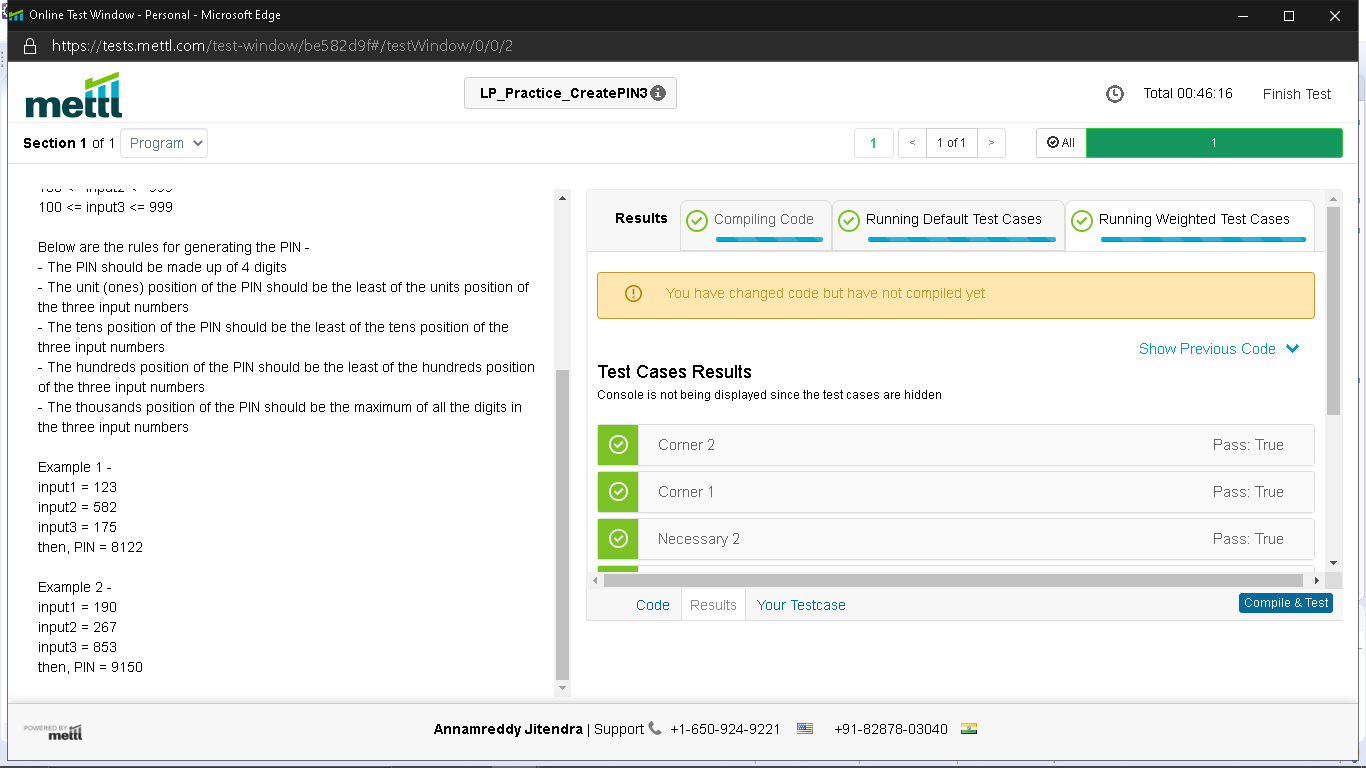 Online Test Window - Personal - Microsoft Edge
https://tests.mettl.com/test-window/be582d9f#/testWindow/0/0/2
mettl
LP_Practice_CreatePIN3
Total 00:46:16
Finish Test
Section 1 of 1
Program
1
<
1 of 1
>
All
1
100 <= input2 <= 999
100 <= input3 <= 999
Below are the rules for generating the PIN -
- The PIN should be made up of 4 digits
- The unit (ones) position of the PIN should be the least of the units position of
the three input numbers
- The tens position of the PIN should be the least of the tens position of the
three input numbers
- The hundreds position of the PIN should be the least of the hundreds position
of the three input numbers
- The thousands position of the PIN should be the maximum of all the digits in
the three input numbers
Example 1 -
input1 = 123
input2 = 582
input3 = 175
then, PIN = 8122
Example 2 -
input1 = 190
input2 = 267
input3 = 853
then, PIN = 9150
Results
Compiling Code
Running Default Test Cases
Running Weighted Test Cases
You have changed code but have not compiled yet
Show Previous Code
Test Cases Results
Console is not being displayed since the test cases are hidden
Corner 2
Pass: True
Corner 1
Pass: True
Necessary 2
Pass: True
Code
Results
Your Testcase
Compile & Test
POWERED BY
mettl
Annamreddy Jitendra | Support +1-650-924-9221
+91-82878-03040